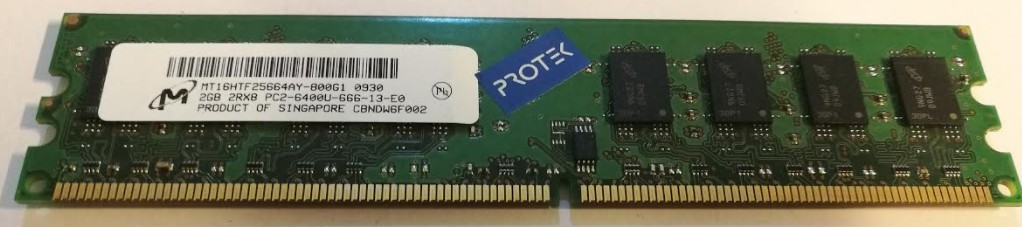 MT16HTF25664AY-800G1 0930
2GB 2RX8 PC2-6400U-666-13-E0
PRODUCT OF SINGAPORE CBNDW6F002
PROTEK